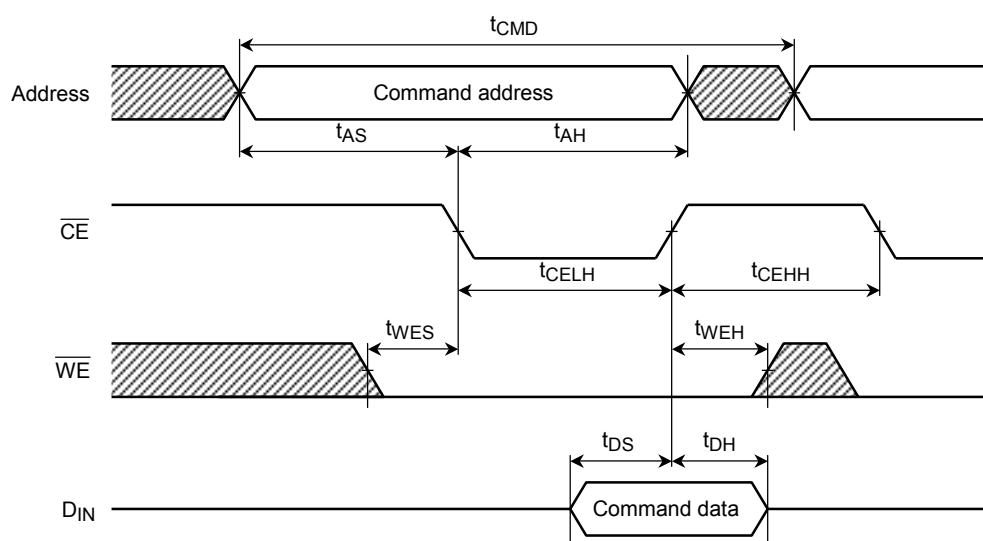 tCMD
Address
Command address
tAS
tAH
CE
tCELH
tCEHH
tWES
tWEH
WE
tDS
tDH
DIN
Command data